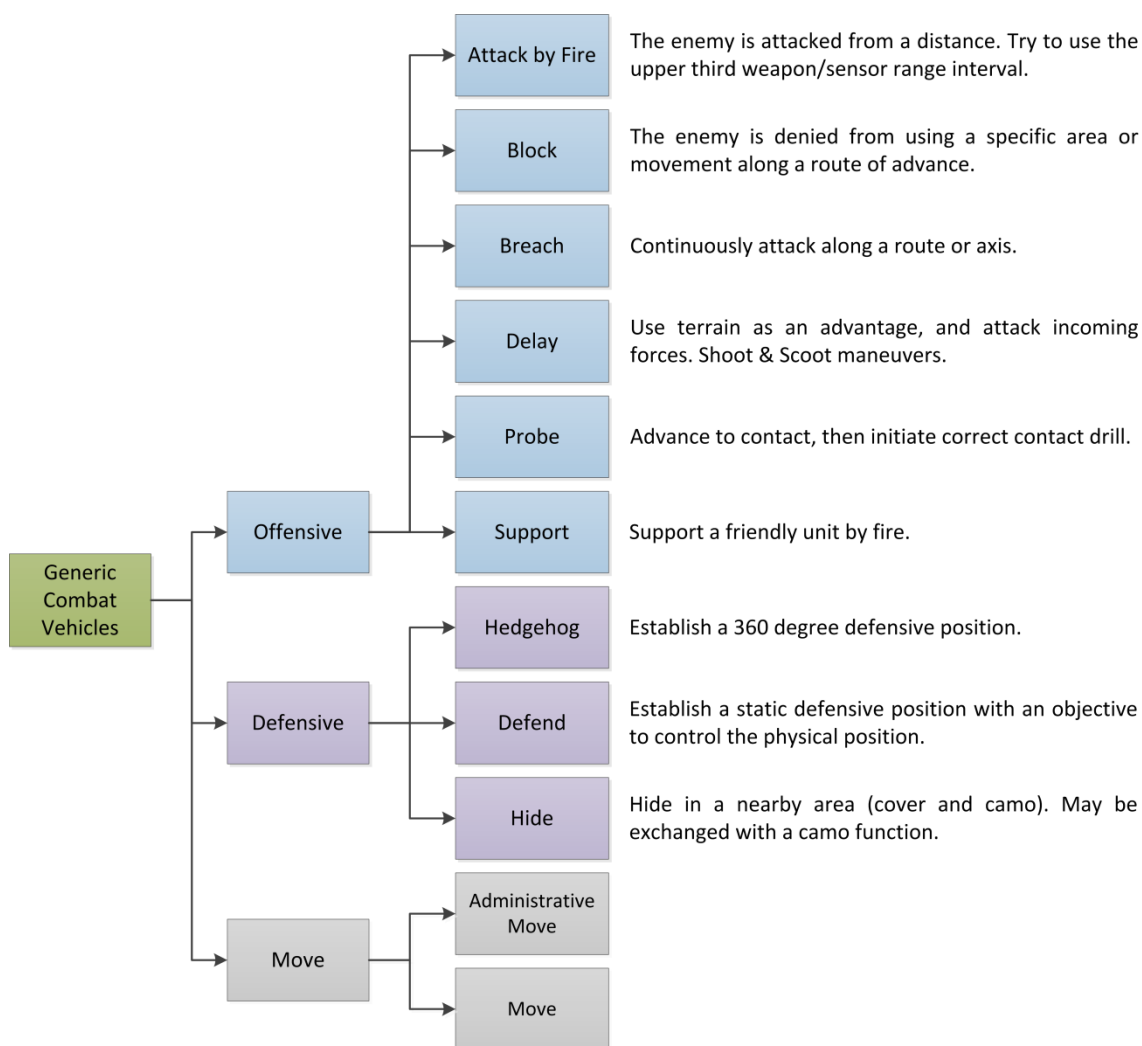 Attack by Fire
The enemy is attacked from a distance. Try to use the
upper third weapon/sensor range interval.
Block
The enemy is denied from using a specific area or
movement along a route of advance.
Breach
Continuously attack along a route or axis.
Delay
Use terrain as an advantage, and attack incoming
forces. Shoot & Scoot maneuvers.
Probe
Advance to contact, then initiate correct contact drill.
Offensive
Support
Support a friendly unit by fire.
Generic
Combat
Vehicles
Hedgehog
Establish a 360 degree defensive position.
Defensive
Defend
Establish a static defensive position with an objective
to control the physical position.
Hide
Hide in a nearby area (cover and camo). May be
exchanged with a camo function.
Administrative
Move
Move
Move